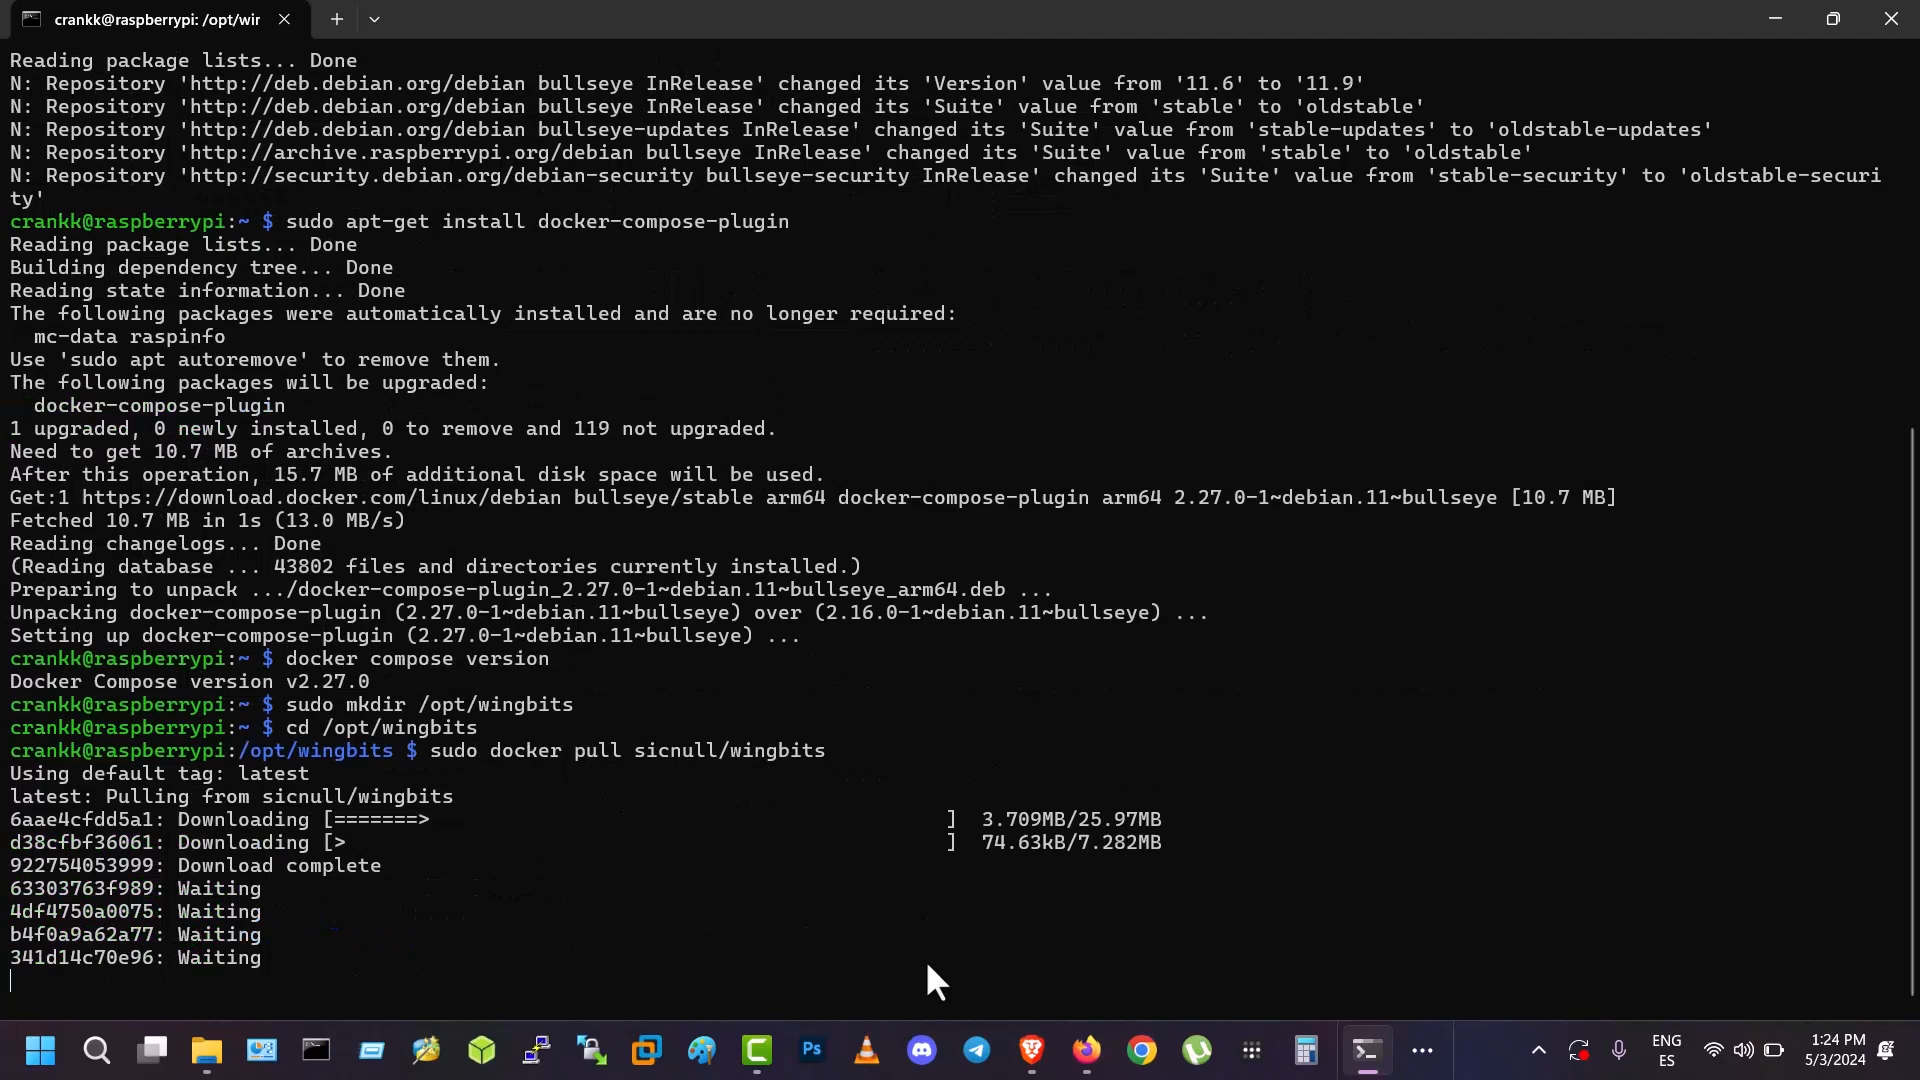 crankk@raspberrypi: /opt/wir
Reading package lists... Done
N: Repository 'http://deb.debian.org/debian bullseye InRelease' changed its 'Version' value from '11.6' to '11.9'
N: Repository 'http://deb.debian.org/debian bullseye InRelease' changed its 'Suite' value from 'stable' to 'oldstable'
N: Repository 'http://deb.debian.org/debian bullseye-updates InRelease' changed its 'Suite' value from 'stable-updates' to 'oldstable-updates'
N: Repository 'http://archive.raspberrypi.org/debian bullseye InRelease' changed its 'Suite' value from 'stable' to 'oldstable'
N: Repository 'http://security.debian.org/debian-security bullseye-security InRelease' changed its 'Suite' value from 'stable-security' to 'oldstable-securi
ty'
crankk@raspberrypi:~ $ sudo apt-get install docker-compose-plugin
Reading package lists... Done
Building dependency tree... Done
Reading state information... Done
The following packages were automatically installed and are no longer required:
mc-data raspinfo
Use 'sudo apt autoremove' to remove them.
The following packages will be upgraded:
docker-compose-plugin
1 upgraded, 0 newly installed, 0 to remove and 119 not upgraded.
Need to get 10.7 MB of archives.
After this operation, 15.7 MB of additional disk space will be used.
Get:1 https://download.docker.com/linux/debian bullseye/stable arm64 docker-compose-plugin arm64 2.27.0-1~debian.11~bullseye [10.7 MB]
Fetched 10.7 MB in 1s (13.0 MB/s)
Reading changelogs... Done
(Reading database ... 43802 files and directories currently installed.)
Preparing to unpack .../docker-compose-plugin_2.27.0-1~debian.11~bullseye_arm64.deb ...
Unpacking docker-compose-plugin (2.27.0-1~debian.11~bullseye) over (2.16.0-1~debian.11~bullseye) ...
Setting up docker-compose-plugin (2.27.0-1~debian.11~bullseye) ...
crankk@raspberrypi:~ $ docker compose version
Docker Compose version v2.27.0
crankk@raspberrypi:~ $ sudo mkdir /opt/wingbits
crankk@raspberrypi:~ $ cd /opt/wingbits
crankk@raspberrypi:/opt/wingbits $ sudo docker pull sicnull/wingbits
Using default tag: latest
latest: Pulling from sicnull/wingbits
6aae4cfdd5a1: Downloading [=======>                                           ]  3.709MB/25.97MB
d38cfbf36061: Downloading [>                                                  ]  74.63kB/7.282MB
922754053999: Download complete
63303763f989: Waiting
4df4750a0075: Waiting
b4f0a9a62a77: Waiting
341d14c70e96: Waiting
Ps
ENG
ES
1:24 PM
5/3/2024